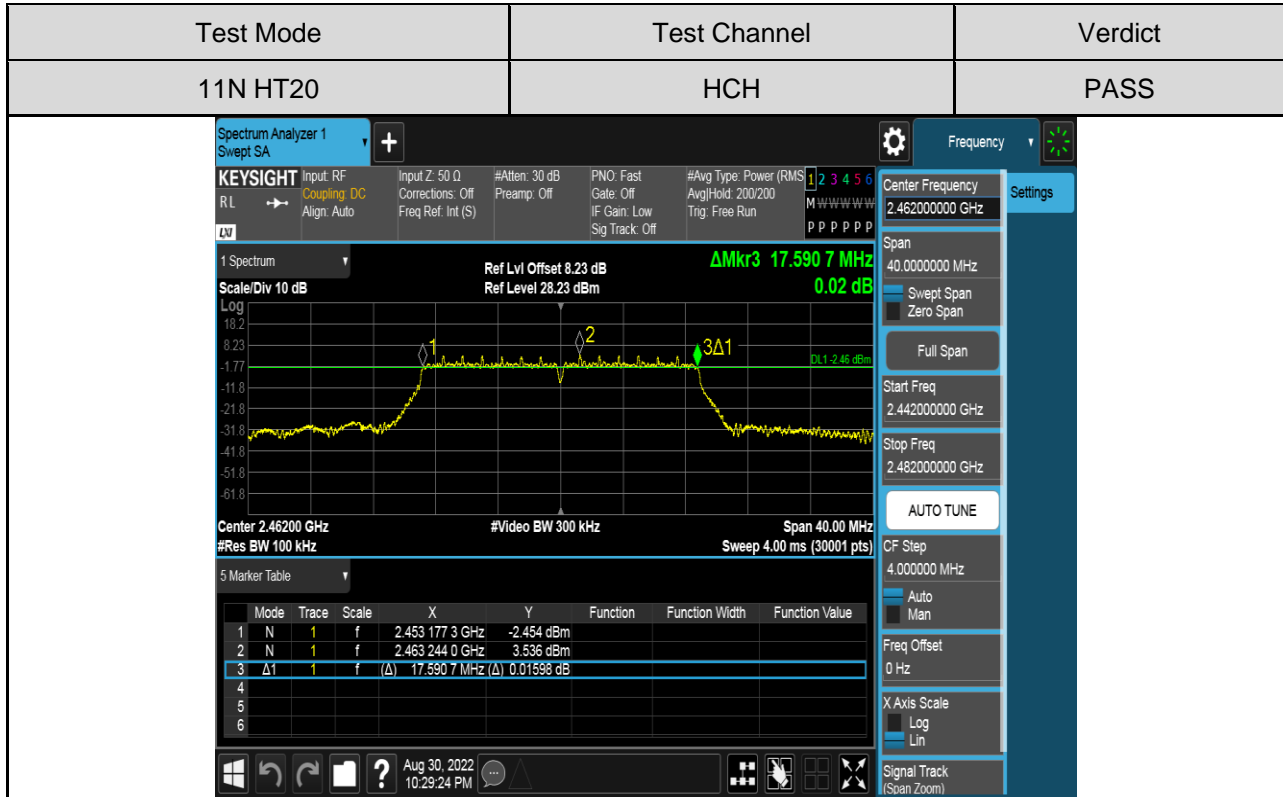 Test Mode Test Channel Verdict
11N HT20 HCH PASS
Spectrum Analyzer 1
Swept SA
+
Frequency
KEYSIGHT Input: RF Input Z: 50 Ω #Atten: 30 dB PNO: Fast #Avg Type: Power (RMS 1 2 3 4 5 6
RL Coupling: DC Corrections: Off Preamp: Off Gate: Off Avg|Hold: 200/200 M W W W W W
Align: Auto Freq Ref: Int (S) IF Gain: Low Trig: Free Run
LXI Sig Track: Off P P P P P P
1 Spectrum
Ref Lvl Offset 8.23 dB ΔMkr3 17.590 7 MHz
Scale/Div 10 dB Ref Level 28.23 dBm 0.02 dB
Log
18.2
8.23
-1.77
-11.8
-21.8
-31.8
-41.8
-51.8
-61.8
1
2
3Δ1
DL1 -2.46 dBm
Center 2.46200 GHz #Video BW 300 kHz Span 40.00 MHz
#Res BW 100 kHz Sweep 4.00 ms (30001 pts)
5 Marker Table
Mode Trace Scale X Y Function Function Width Function Value
1 N 1 f 2.453 177 3 GHz -2.454 dBm
2 N 1 f 2.463 244 0 GHz 3.536 dBm
3 Δ1 1 f (Δ) 17.590 7 MHz (Δ) 0.01598 dB
4
5
6
? Aug 30, 2022
10:29:24 PM
Center Frequency
2.462000000 GHz
Settings
Span
40.0000000 MHz
Swept Span
Zero Span
Full Span
Start Freq
2.442000000 GHz
Stop Freq
2.482000000 GHz
AUTO TUNE
CF Step
4.000000 MHz
Auto
Man
Freq Offset
0 Hz
X Axis Scale
Log
Lin
Signal Track
(Span Zoom)